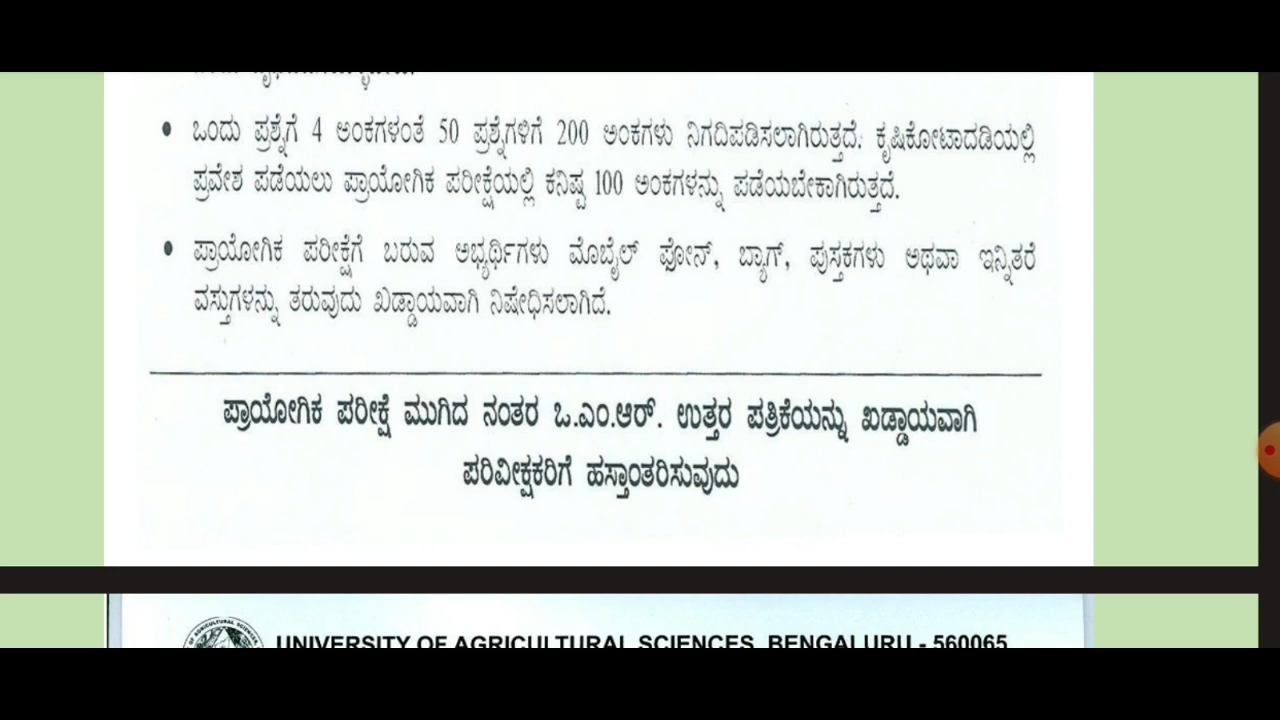 • ಒಂದು ಪ್ರಶ್ನೆಗೆ 4 ಅಂಕಗಳಂತೆ 50 ಪ್ರಶ್ನೆಗಳಿಗೆ 200 ಅಂಕಗಳು ನಿಗದಿಪಡಿಸಲಾಗಿರುತ್ತದೆ. ಕೃಷಿಕೋಟಾದಡಿಯಲ್ಲಿ
ಪ್ರವೇಶ ಪಡೆಯಲು ಪ್ರಾಯೋಗಿಕ ಪರೀಕ್ಷೆಯಲ್ಲಿ ಕನಿಷ್ಟ 100 ಅಂಕಗಳನ್ನು ಪಡೆಯಬೇಕಾಗಿರುತ್ತದೆ.
• ಪ್ರಾಯೋಗಿಕ ಪರೀಕ್ಷೆಗೆ ಬರುವ ಅಭ್ಯರ್ಥಿಗಳು ಮೊಬೈಲ್ ಫೋನ್, ಬ್ಯಾಗ್, ಪುಸ್ತಕಗಳು ಅಥವಾ ಇನ್ನಿತರೆ
ವಸ್ತುಗಳನ್ನು ತರುವುದು ಖಡ್ಡಾಯವಾಗಿ ನಿಷೇಧಿಸಲಾಗಿದೆ.
ಪ್ರಾಯೋಗಿಕ ಪರೀಕ್ಷೆ ಮುಗಿದ ನಂತರ ಒ.ಎಂ.ಆರ್. ಉತ್ತರ ಪತ್ರಿಕೆಯನ್ನು ಖಡ್ಡಾಯವಾಗಿ
ಪರಿವೀಕ್ಷಕರಿಗೆ ಹಸ್ತಾಂತರಿಸುವುದು
OF AGRICULTURAL SCIENCES
UNIVERSITY OF AGRICULTURAL SCIENCES, BENGALURU - 560065